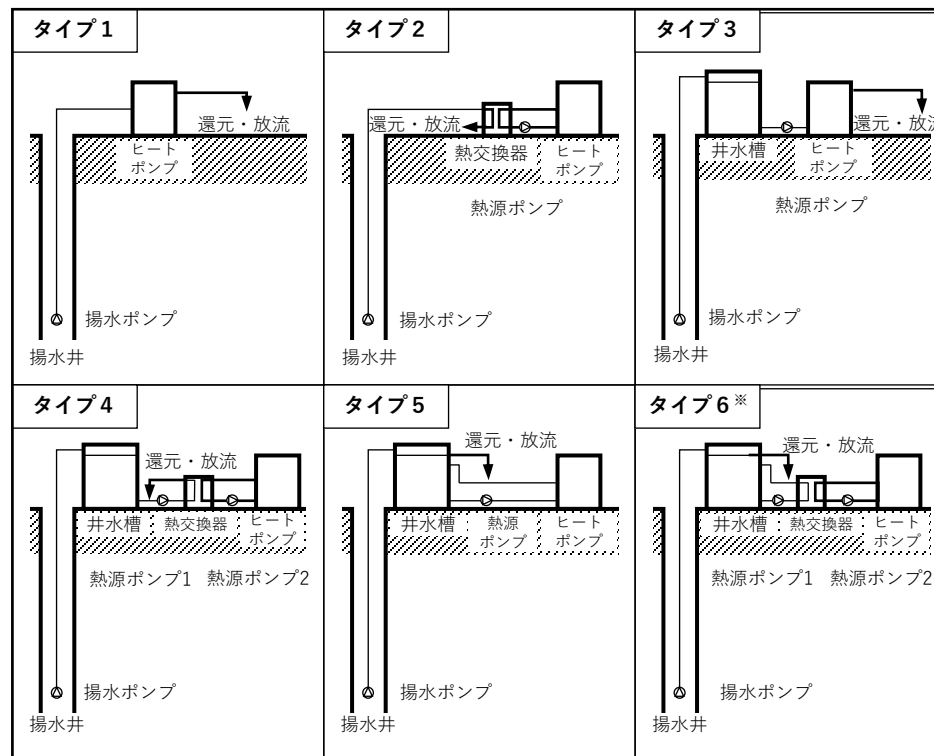 タイプ1
還元・放流
ヒート
ポンプ
揚水ポンプ
揚水井
タイプ2
還元・放流
熱交換器
ヒート
ポンプ
熱源ポンプ
揚水ポンプ
揚水井
タイプ3
還元・放流
井水槽
ヒート
ポンプ
熱源ポンプ
揚水ポンプ
揚水井
タイプ4
還元・放流
井水槽
熱交換器
ヒート
ポンプ
熱源ポンプ1
熱源ポンプ2
揚水ポンプ
揚水井
タイプ5
還元・放流
井水槽
熱源
ポンプ
ヒート
ポンプ
揚水ポンプ
揚水井
タイプ6※
還元・放流
井水槽
熱交換器
ヒート
ポンプ
熱源ポンプ1
熱源ポンプ2
揚水ポンプ
揚水井